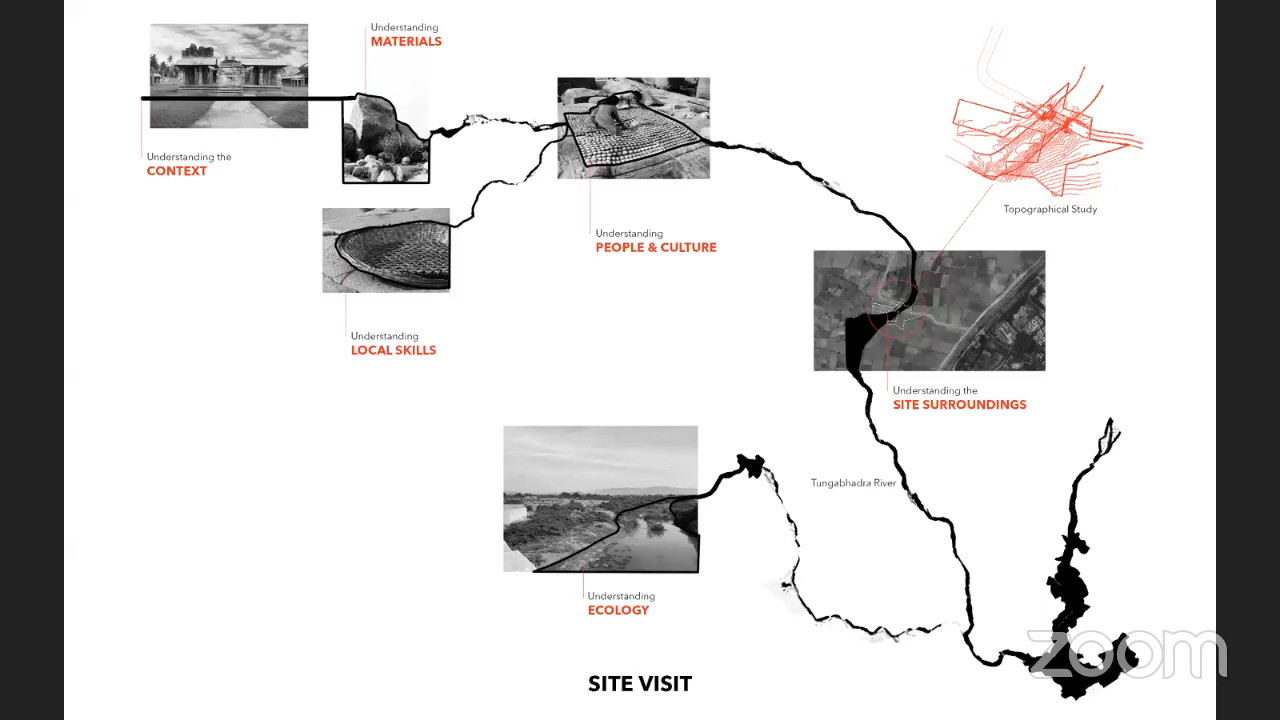 Understanding
MATERIALS
Understanding the
CONTEXT
Understanding
PEOPLE & CULTURE
Topographical Study
Understanding
LOCAL SKILLS
Understanding the
SITE SURROUNDINGS
Tungabhadra River
Understanding
ECOLOGY
zoom
SITE VISIT